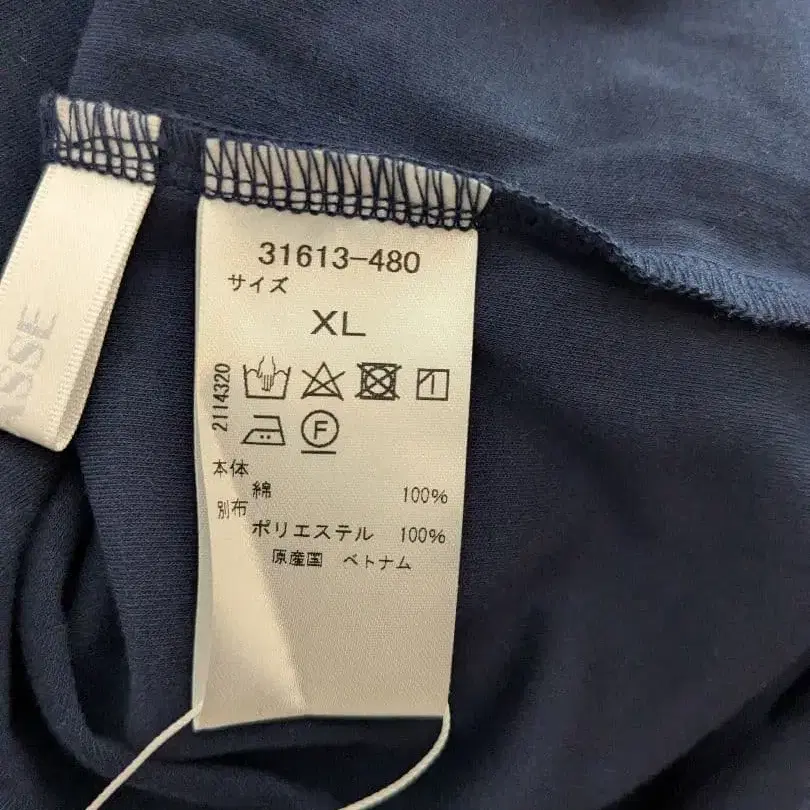 31613-480
サイズ
XL
2114320
F
本体
綿 100%
別布
ポリエステル 100%
原産国 ベトナム
ASSE